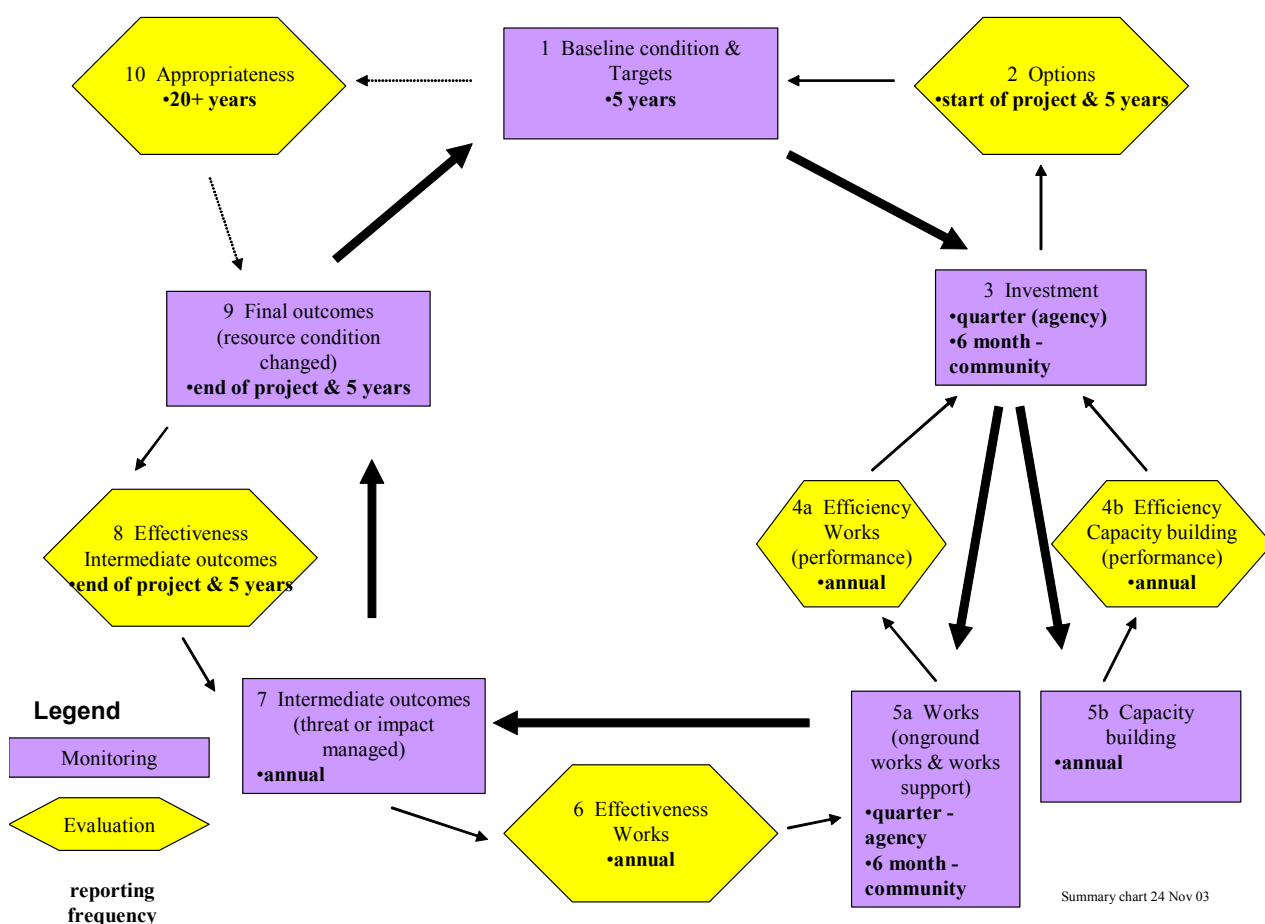 1 Baseline condition &
Targets
•5 years
10 Appropriateness
•20+ years
2 Options
•start of project & 5 years
3 Investment
•quarter (agency)
•6 month -
community
9 Final outcomes
(resource condition
changed)
•end of project & 5 years
4a Efficiency
Works
(performance)
•annual
4b Efficiency
Capacity building
(performance)
•annual
8 Effectiveness
Intermediate outcomes
•end of project & 5 years
7 Intermediate outcomes
(threat or impact
managed)
•annual
5a Works
(onground
works & works
support)
•quarter -
agency
•6 month -
community
5b Capacity
building
•annual
6 Effectiveness
Works
•annual
Legend
Monitoring
Evaluation
reporting
frequency
Summary chart 24 Nov 03